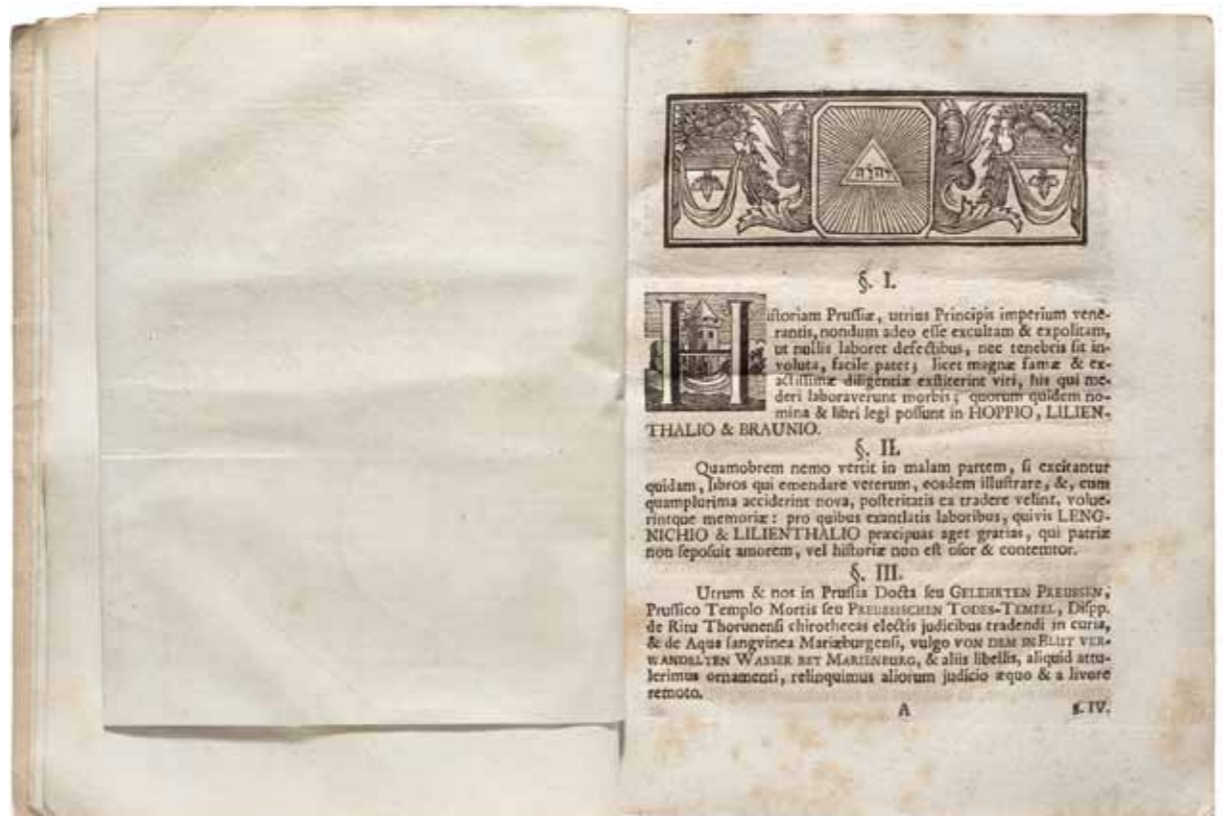 יהוה
§. I.
Hiſtoriam Pruſſiæ, utrius Principis imperium vene-
rantis, nondum adeo eſſe excultam & expolitam,
ut nullis laboret defectibus, nec tenebris ſit in-
voluta, facile patet; licet magnæ famæ & ex-
actiſſimæ diligentiæ exſtiterint viri, his qui me-
deri laboraverunt morbis; quorum quidem no-
mina & libri legi poſſunt in HOPPIO, LILIEN-
THALIO & BRAUNIO.
§. II.
Quamobrem nemo vertit in malam partem, ſi excitantur
quidam, libros qui emendare veterum, eosdem illuſtrare, &, cum
quamplurima acciderint nova, poſteritatis ea tradere velint, volue-
rintque memoriæ: pro quibus exantlatis laboribus, quivis LENG-
NICHIO & LILIENTHALIO præcipuas aget gratias, qui patriæ
non ſepoſuit amorem, vel hiſtoriæ non eſt oſor & contemtor.
§. III.
Utrum & nos in Pruſſia Docta ſeu GELEHRTEN PREUSSEN,
Pruſſico Templo Mortis ſeu PREUSSISCHEN TODES-TEMPEL, Diſpp.
de Ritu Thorunenſi chirothecas electis judicibus tradendi in curia,
& de Aqua ſangvinea Mariæburgenſi, vulgo VON DEM IN BLUT VER-
WANDELTEN WASSER BEY MARIENBURG, & aliis libellis, aliquid attu-
lerimus ornamenti, relinquimus aliorum judicio æquo & a livore
remoto.
A §. IV.